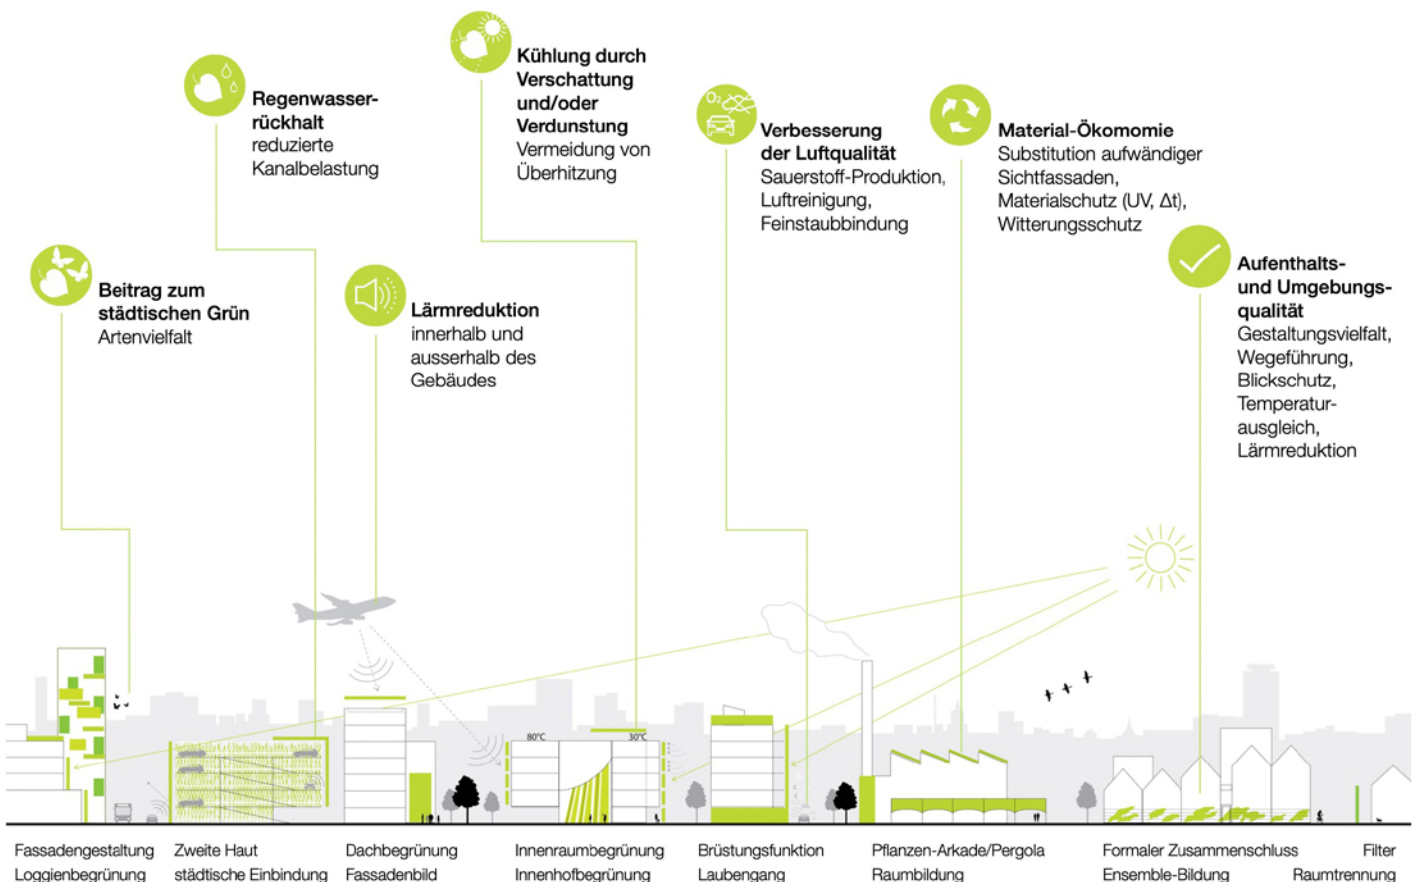 Kühlung durch
Verschattung
und/oder
Verdunstung
Vermeidung von
Überhitzung
Regenwasser-
rückhalt
reduzierte
Kanalbelastung
O₂
Verbesserung
der Luftqualität
Sauerstoff-Produktion,
Luftreinigung,
Feinstaubbindung
Material-Ökomomie
Substitution aufwändiger
Sichtfassaden,
Materialschutz (UV, Δt),
Witterungsschutz
Beitrag zum
städtischen Grün
Artenvielfalt
Lärmreduktion
innerhalb und
ausserhalb des
Gebäudes
Aufenthalts-
und Umgebungs-
qualität
Gestaltungsvielfalt,
Wegeführung,
Blickschutz,
Temperatur-
ausgleich,
Lärmreduktion
80°C
30°C
Fassadengestaltung
Loggienbegrünung
Zweite Haut
städtische Einbindung
Dachbegrünung
Fassadenbild
Innenraumbegrünung
Innenhofbegrünung
Brüstungsfunktion
Laubengang
Pflanzen-Arkade/Pergola
Raumbildung
Formaler Zusammenschluss
Ensemble-Bildung
Filter
Raumtrennung